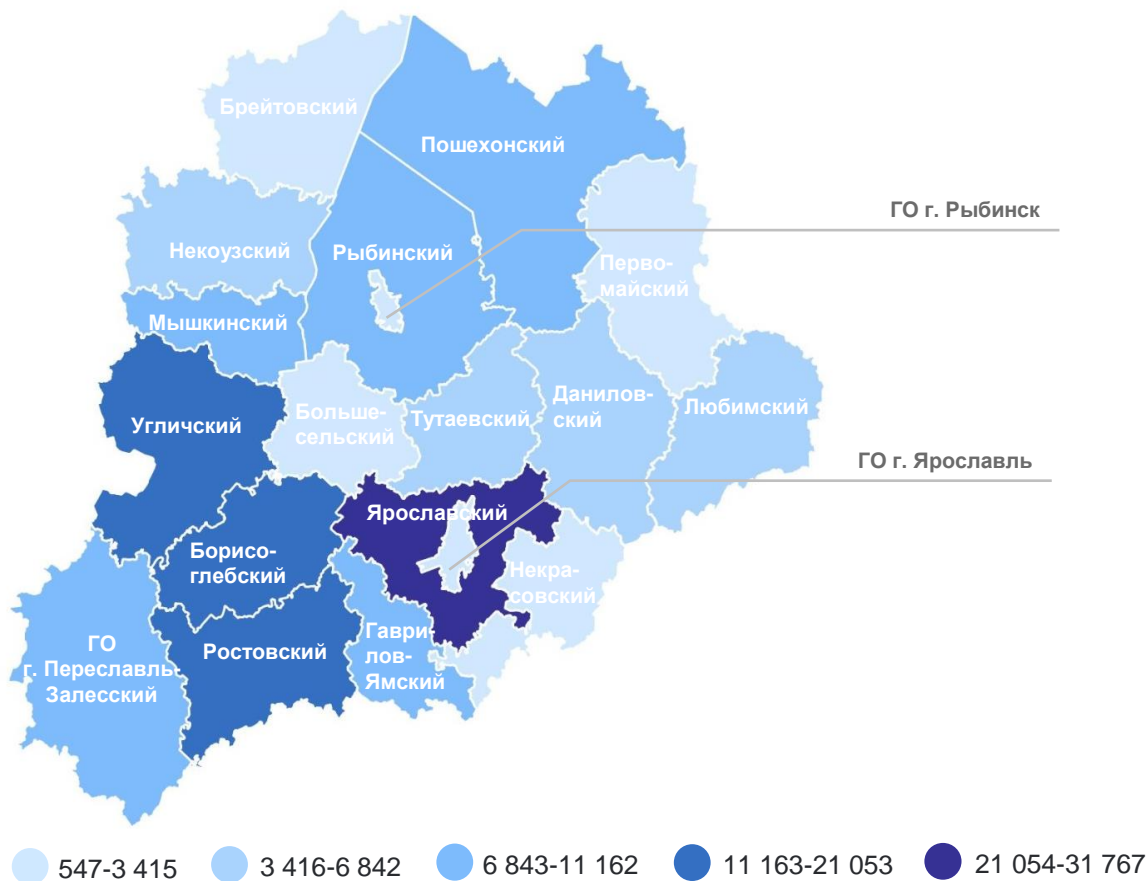 Брейтовский
Пошехонский
ГО г. Рыбинск
Некоузский
Рыбинский
Перво-
майский
Мышкинский
Угличский
Больше-
сельский
Тутаевский
Данилов-
ский
Любимский
ГО г. Ярославль
Ярославский
Борисо-
глебский
Некра-
совский
ГО
г. Переславль-
Залесский
Ростовский
Гаври-
лов-
Ямский
547-3 415
3 416-6 842
6 843-11 162
11 163-21 053
21 054-31 767